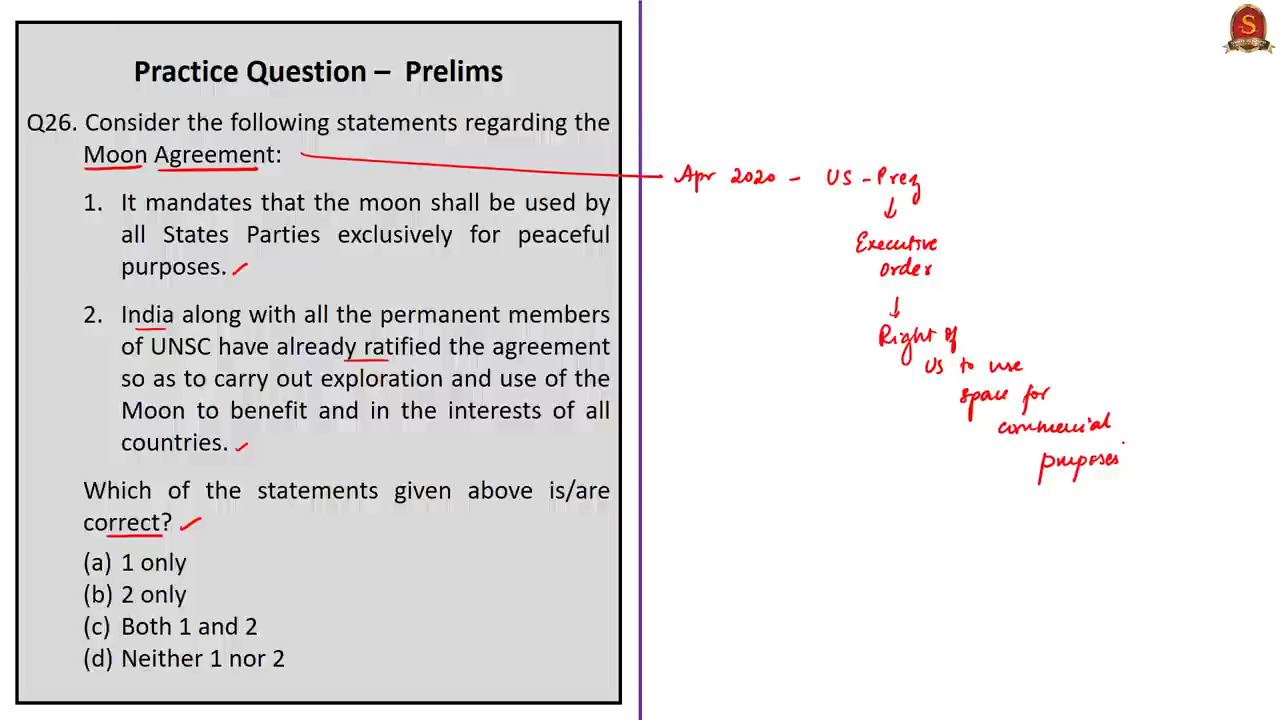 Practice Question – Prelims
Q26. Consider the following statements regarding the
Moon Agreement:
1. It mandates that the moon shall be used by
all States Parties exclusively for peaceful
purposes.
2. India along with all the permanent members
of UNSC have already ratified the agreement
so as to carry out exploration and use of the
Moon to benefit and in the interests of all
countries.
Which of the statements given above is/are
correct?
(a) 1 only
(b) 2 only
(c) Both 1 and 2
(d) Neither 1 nor 2
Apr 2020 - US - Prez
↓
Executive
order
↓
Right of
US to use
space for
commercial
purposes
S